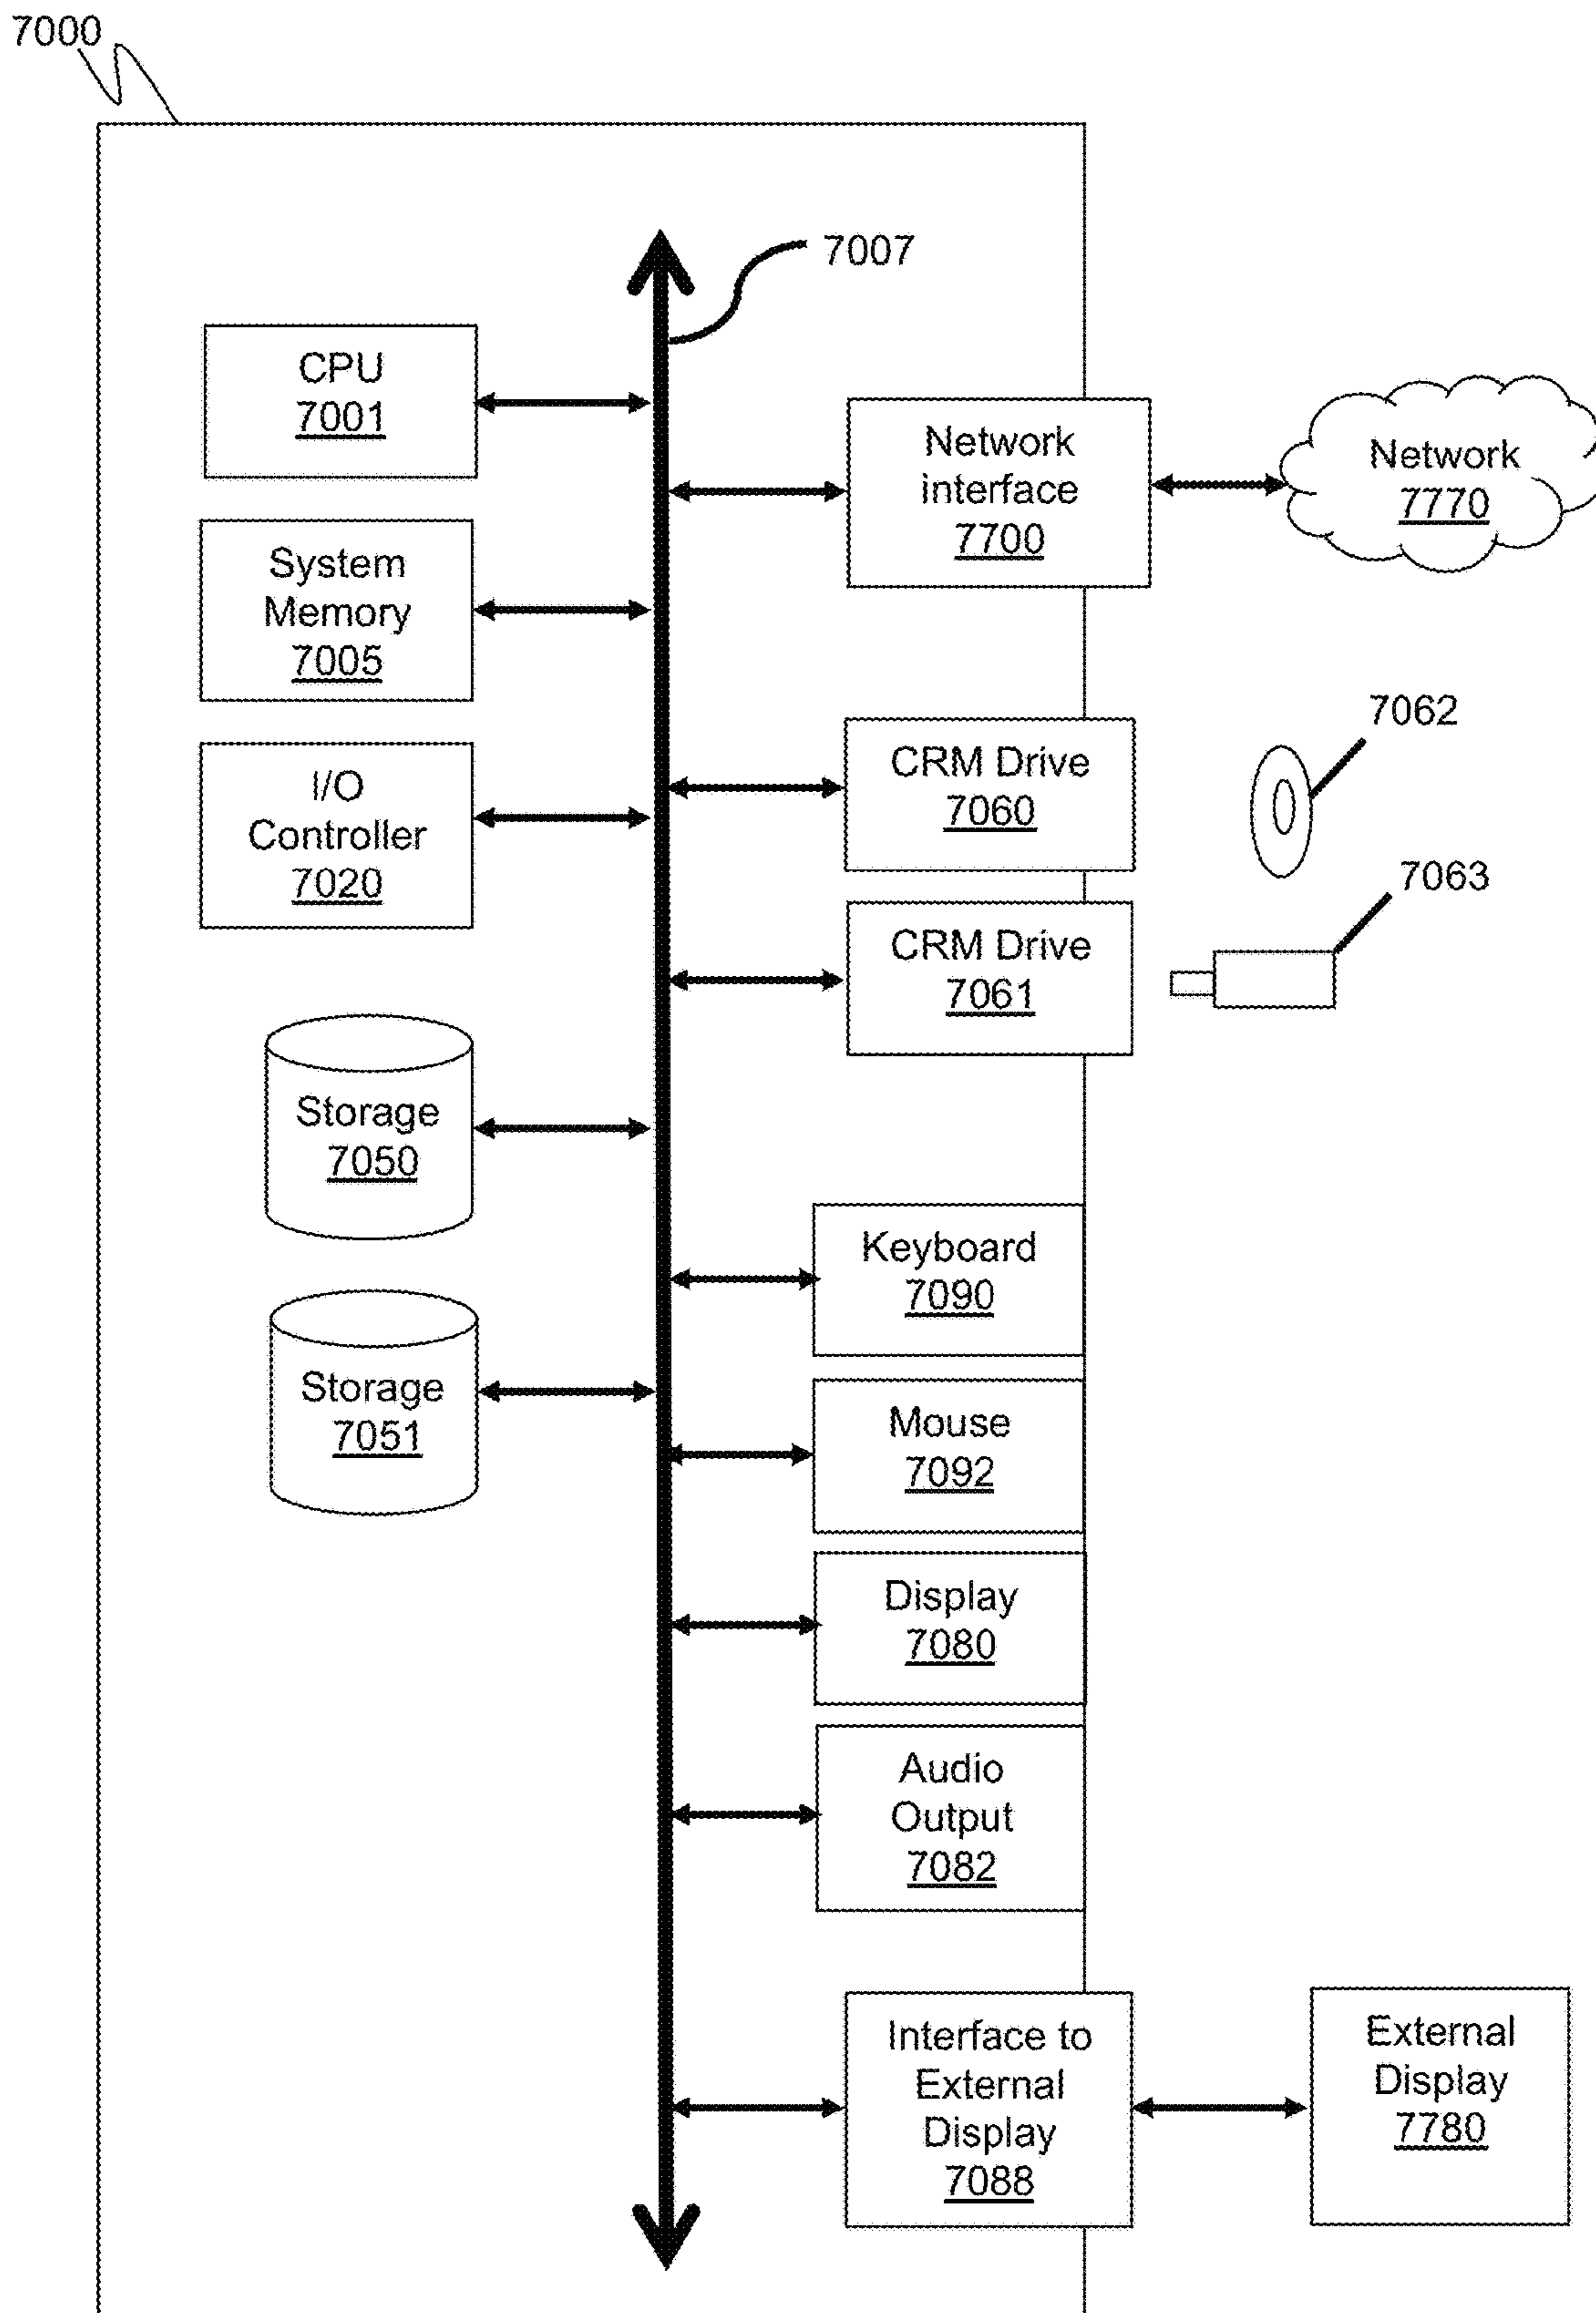 7000
7007
CPU
7001
Network
interface
7700
Network
7770
System
Memory
7005
7062
CRM Drive
7060
I/O
Controller
7020
7063
CRM Drive
7061
Storage
7050
Keyboard
7090
Storage
7051
Mouse
7092
Display
7080
Audio
Output
7082
Interface to
External
Display
7088
External
Display
7780